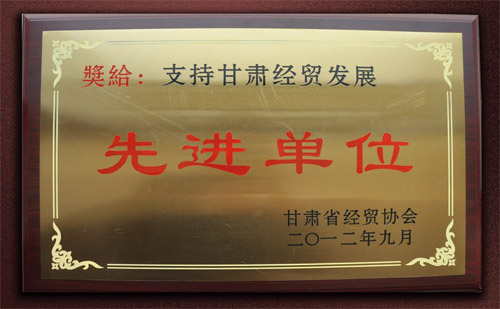 獎給：支持甘肃经贸发展
先进单位
甘肃省经贸协会
二〇一二年九月